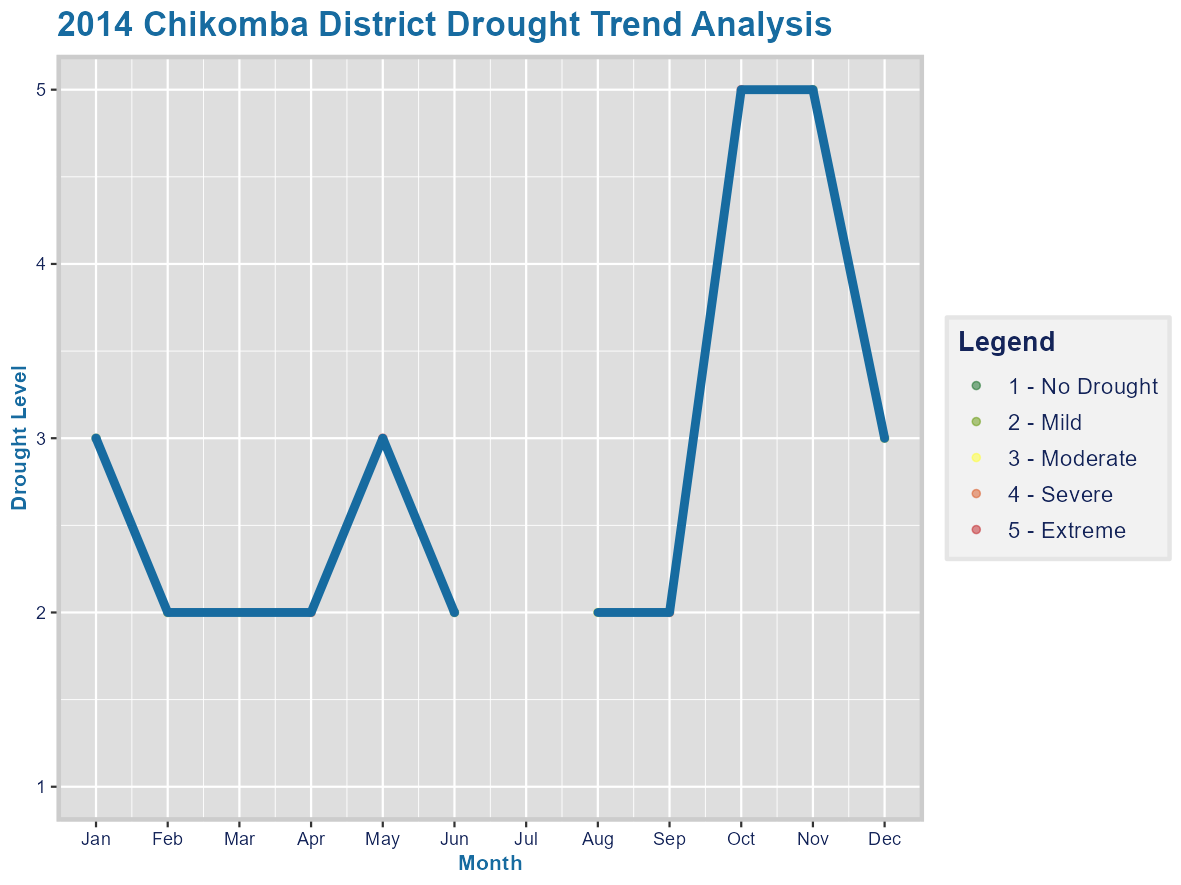 2014 Chikomba District Drought Trend Analysis
5
4
3
2
1
Drought Level
Jan Feb Mar Apr May Jun Jul Aug Sep Oct Nov Dec
Month
Legend
1 - No Drought
2 - Mild
3 - Moderate
4 - Severe
5 - Extreme